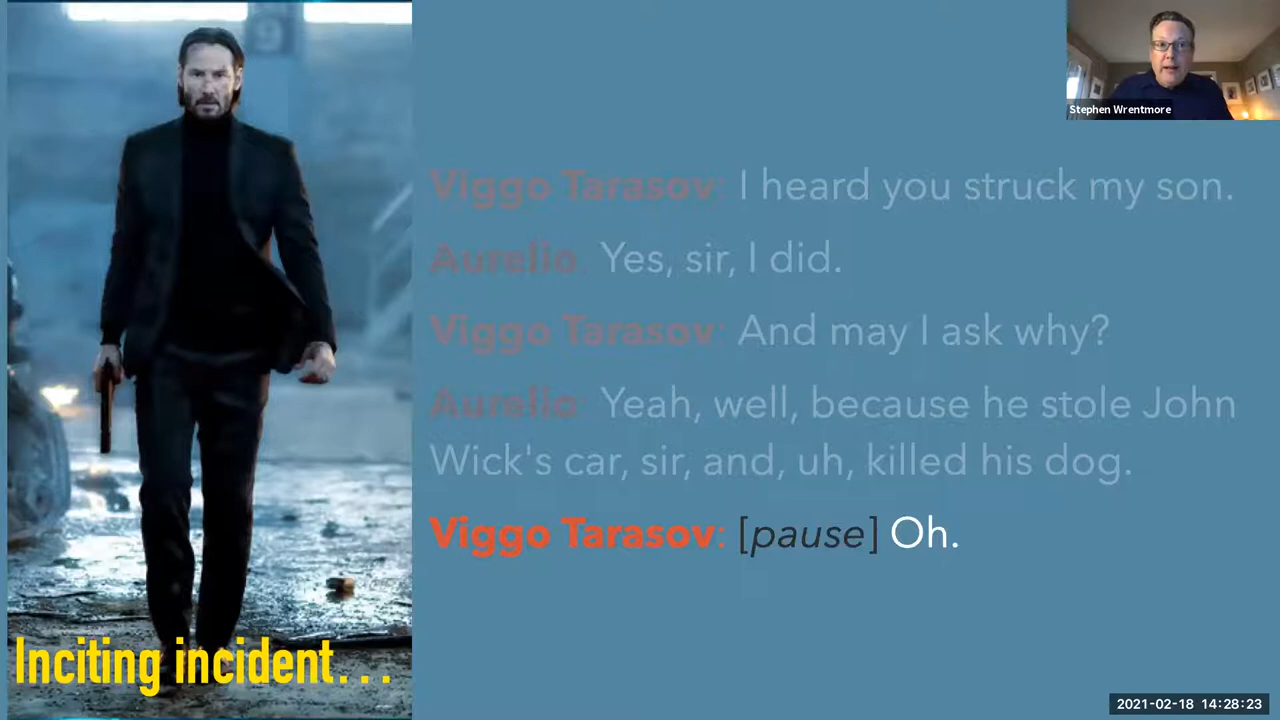 9
Stephen Wrentmore
Viggo Tarasov: I heard you struck my son.
Aurelio: Yes, sir, I did.
Viggo Tarasov: And may I ask why?
Aurelio: Yeah, well, because he stole John
Wick's car, sir, and, uh, killed his dog.
Viggo Tarasov: [pause] Oh.
Inciting incident...
2021-02-18 14:28:23